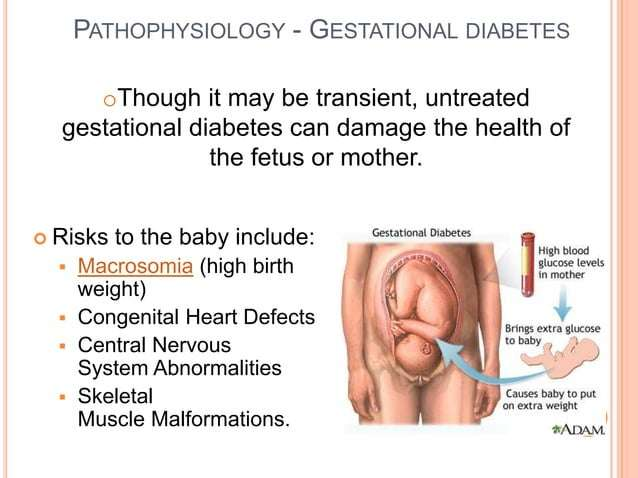 PATHOPHYSIOLOGY - GESTATIONAL DIABETES
Though it may be transient, untreated
gestational diabetes can damage the health of
the fetus or mother.
Risks to the baby include:
Macrosomia (high birth
weight)
Congenital Heart Defects
Central Nervous
System Abnormalities
Skeletal
Muscle Malformations.
Gestational Diabetes
High blood
glucose levels
in mother
Brings extra glucose
to baby
Causes baby to put
on extra weight
ADAM.